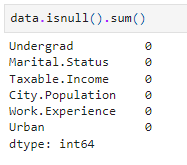 data.isnull().sum()
Undergrad 0
Marital.Status 0
Taxable.Income 0
City.Population 0
Work.Experience 0
Urban 0
dtype: int64